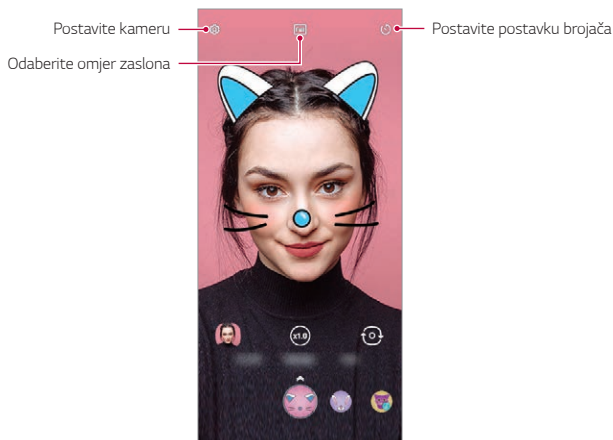 Postavite kameru
Postavite postavku brojača
Odaberite omjer zaslona
x1.0